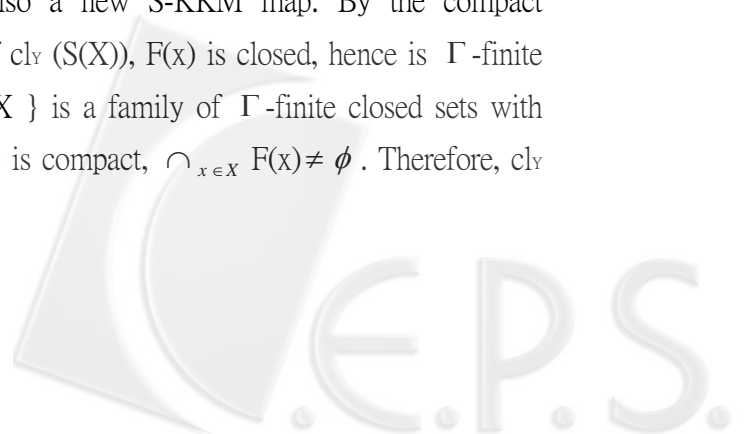 also a new S-KKM map. By the compact
cl_Y (S(X)), F(x) is closed, hence is Γ-finite
X } is a family of Γ-finite closed sets with
is compact, ∩_{x∈X} F(x)≠ ϕ. Therefore, cl_Y
C.E.P.S.